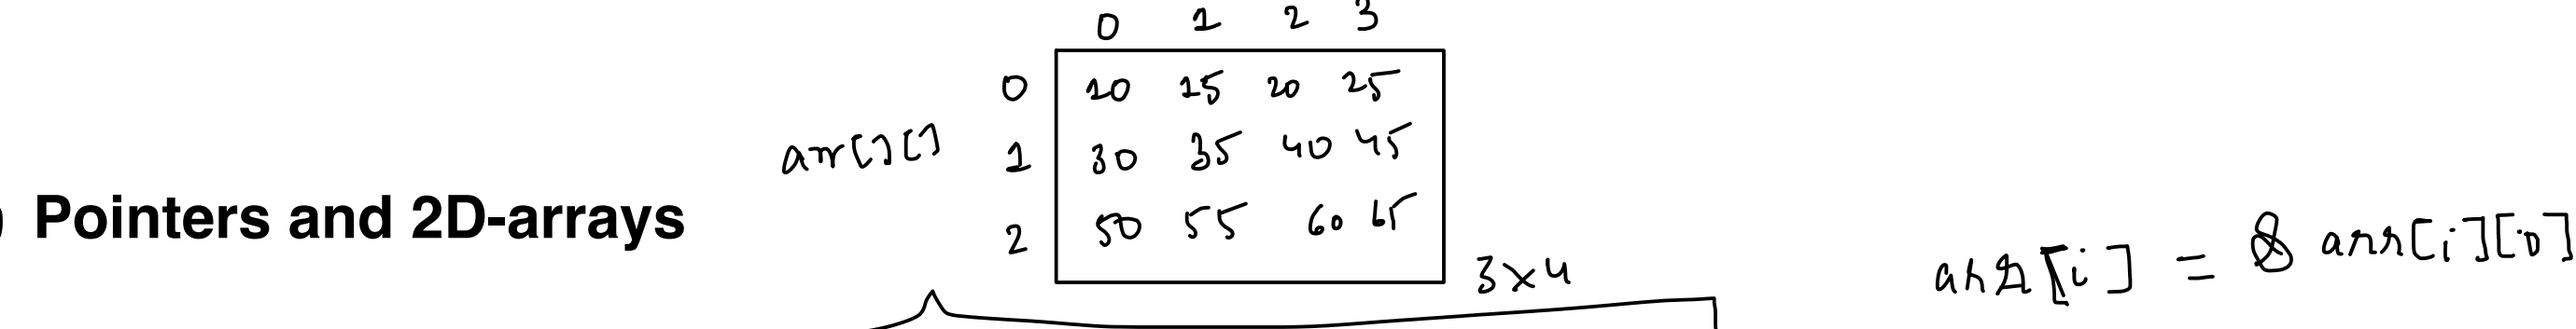 0 1 2 3
0 10 15 20 25
arr[][] 1 30 35 40 45
Pointers and 2D-arrays
2 50 55 60 65
3x4
arr[i] = & arr[i][0]